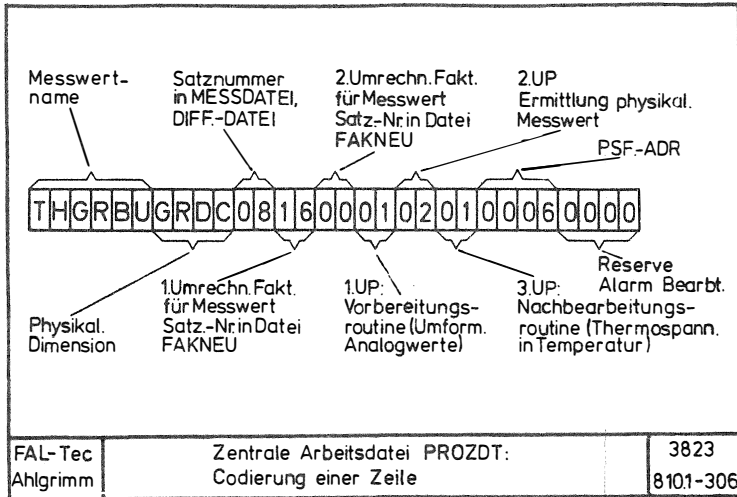 Messwert-
name
Satznummer
in MESSDATEI,
DIFF.-DATEI
2.Umrechn.Fakt.
für Messwert
Satz.-Nr.in Datei
FAKNEU
2.UP
Ermittlung physikal.
Messwert
PSF.-ADR
THGRBUGRDC08160001020100060000
Physikal.
Dimension
1.Umrechn.Fakt.
für Messwert
Satz.-Nr.in Datei
FAKNEU
1.UP:
Vorbereitungs-
routine (Umform.
Analogwerte)
3.UP:
Nachbearbeitungs-
routine (Thermospann.
in Temperatur)
Reserve
Alarm Bearbt.
FAL-Tec
Ahlgrimm
Zentrale Arbeitsdatei PROZDT:
Codierung einer Zeile
3823
810.1-306